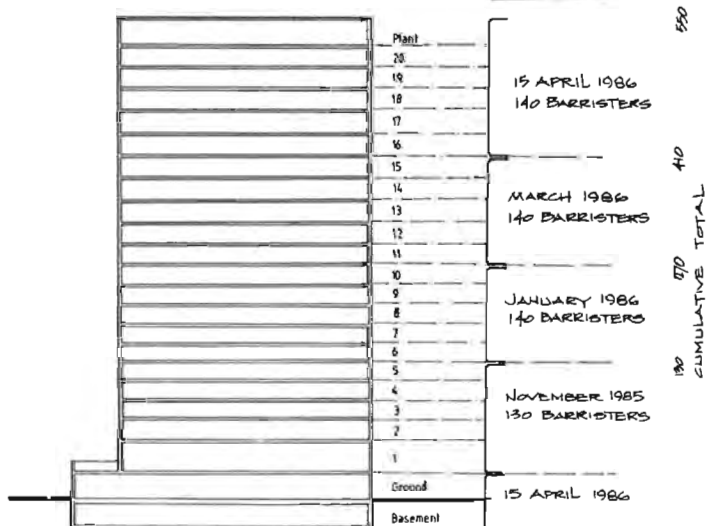 Plant
20
19
18
17
16
15
14
13
12
11
10
9
8
7
6
5
4
3
2
1
Ground
Basement
15 APRIL 1986
140 BARRISTERS
MARCH 1986
140 BARRISTERS
JANUARY 1986
140 BARRISTERS
NOVEMBER 1985
130 BARRISTERS
15 APRIL 1986
550
410
270
130
CUMULATIVE TOTAL